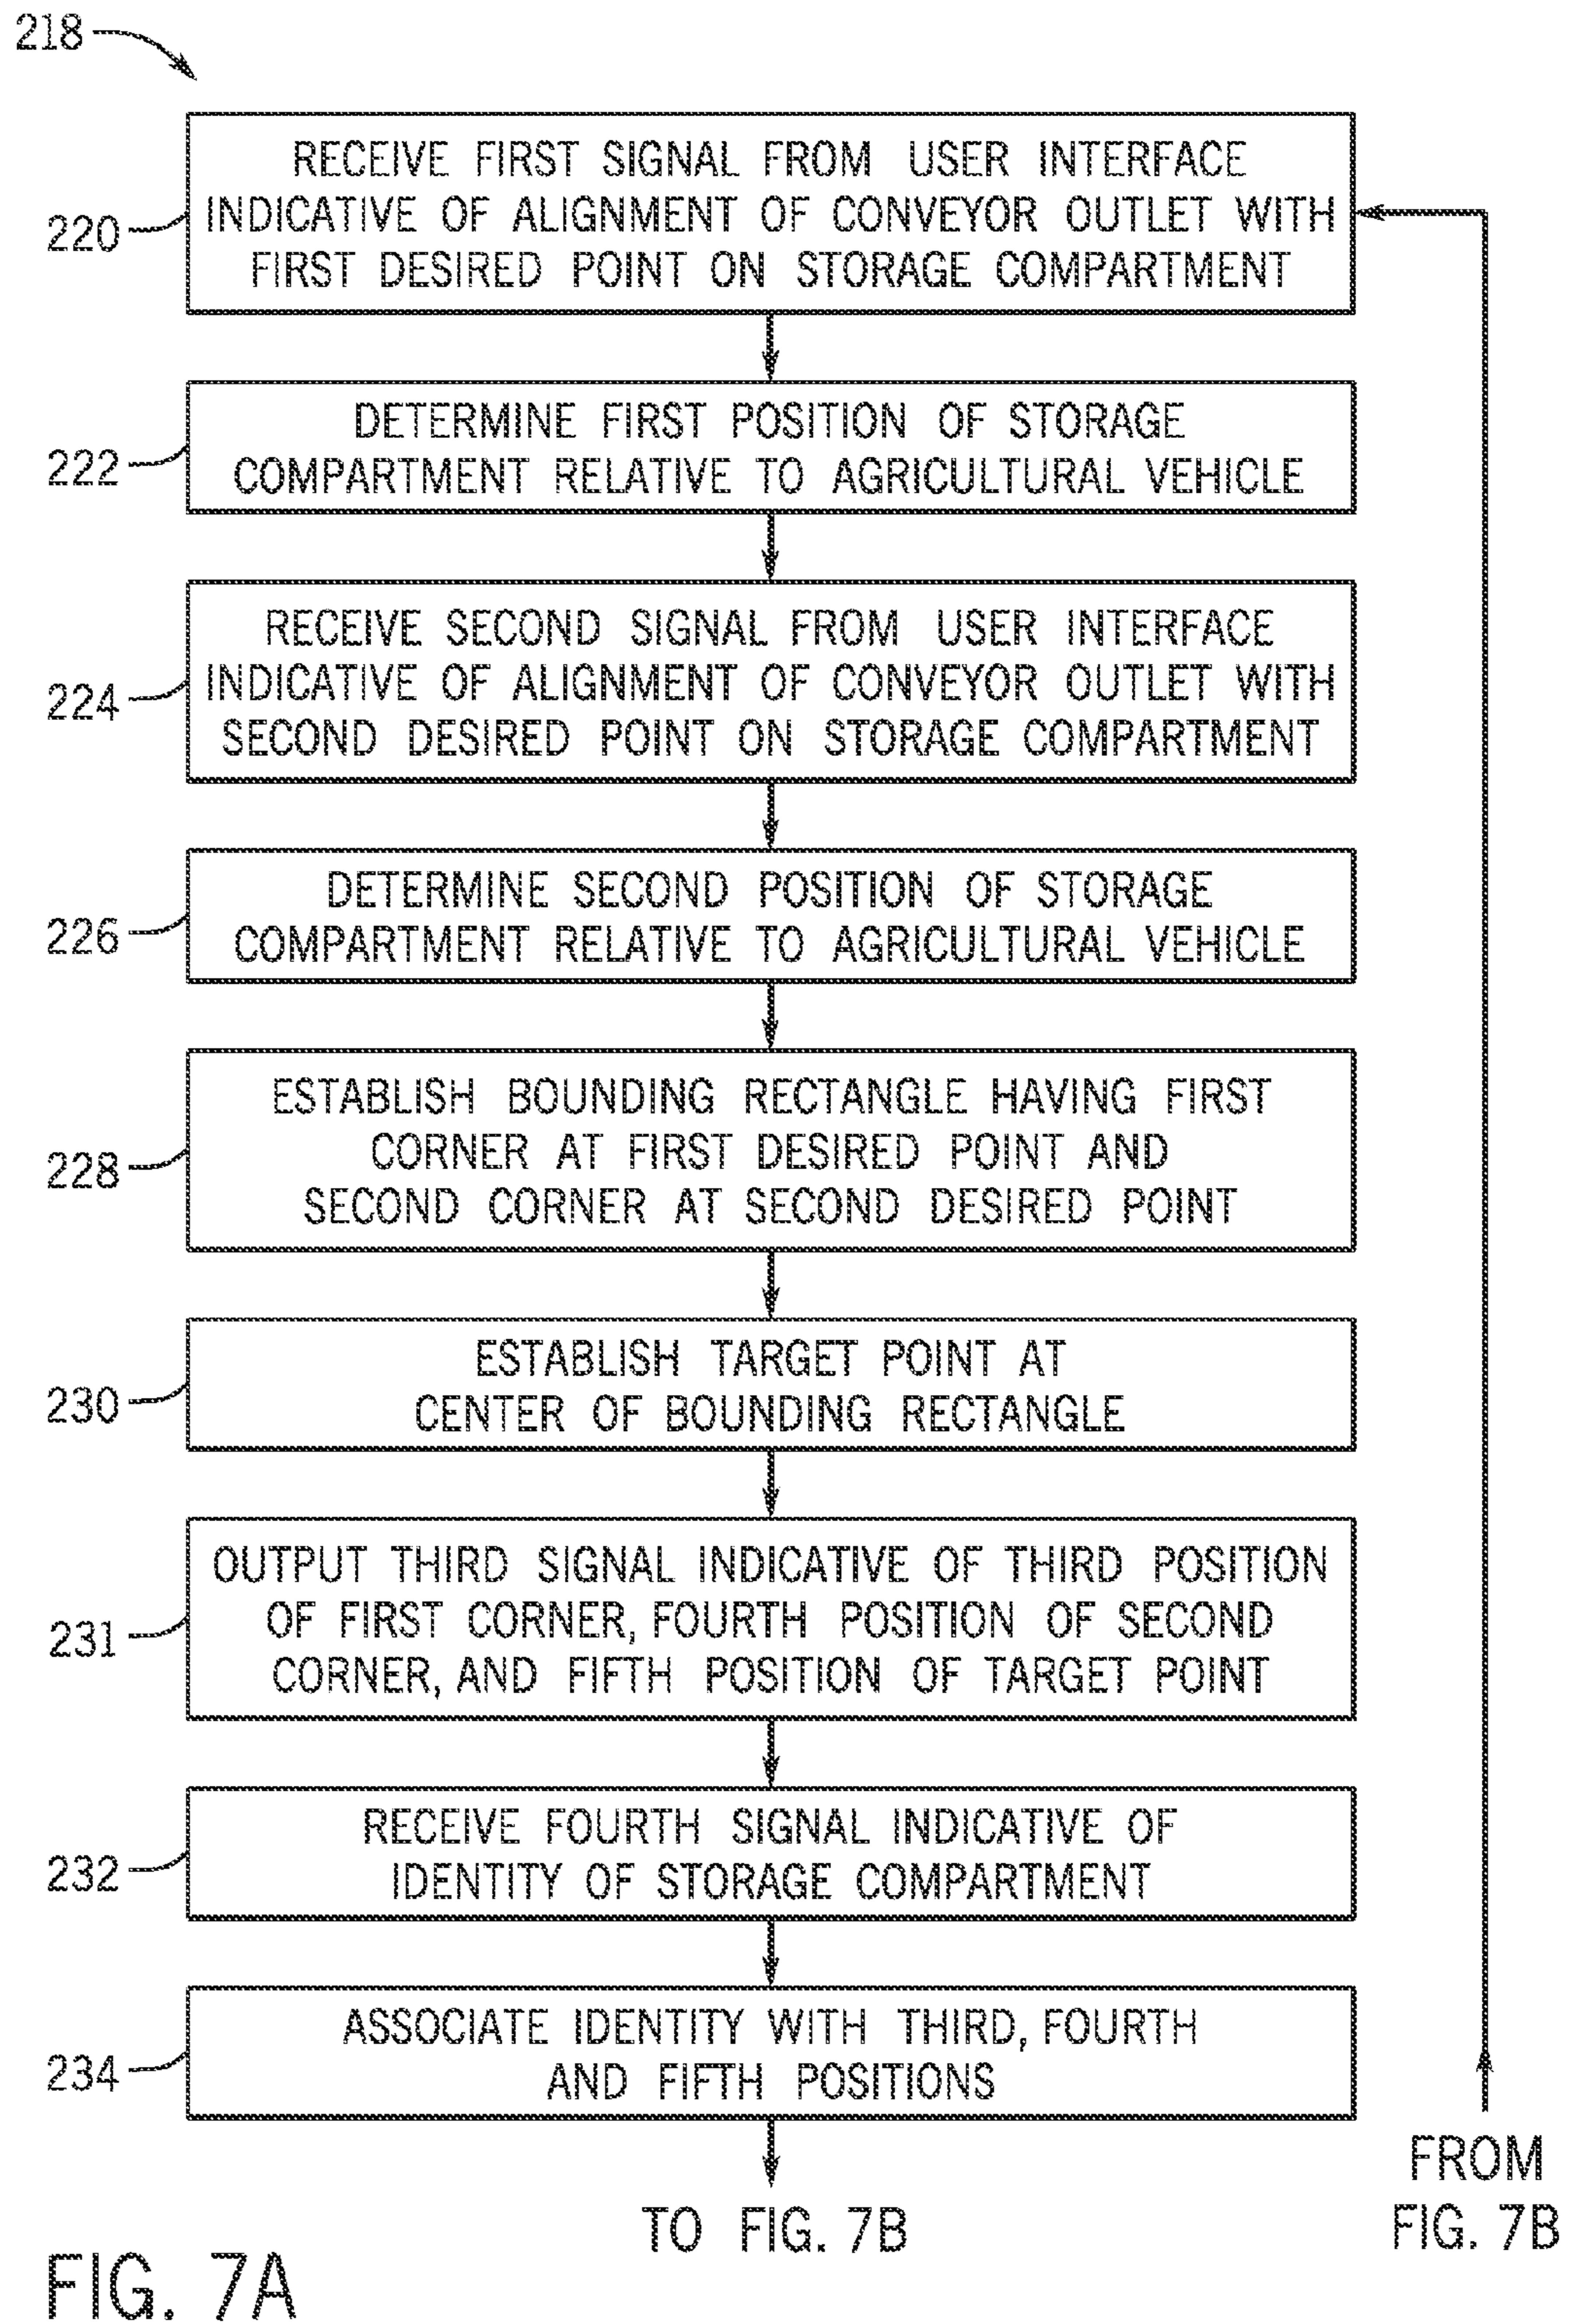 218
220
RECEIVE FIRST SIGNAL FROM USER INTERFACE
INDICATIVE OF ALIGNMENT OF CONVEYOR OUTLET WITH
FIRST DESIRED POINT ON STORAGE COMPARTMENT
222
DETERMINE FIRST POSITION OF STORAGE
COMPARTMENT RELATIVE TO AGRICULTURAL VEHICLE
224
RECEIVE SECOND SIGNAL FROM USER INTERFACE
INDICATIVE OF ALIGNMENT OF CONVEYOR OUTLET WITH
SECOND DESIRED POINT ON STORAGE COMPARTMENT
226
DETERMINE SECOND POSITION OF STORAGE
COMPARTMENT RELATIVE TO AGRICULTURAL VEHICLE
228
ESTABLISH BOUNDING RECTANGLE HAVING FIRST
CORNER AT FIRST DESIRED POINT AND
SECOND CORNER AT SECOND DESIRED POINT
230
ESTABLISH TARGET POINT AT
CENTER OF BOUNDING RECTANGLE
231
OUTPUT THIRD SIGNAL INDICATIVE OF THIRD POSITION
OF FIRST CORNER, FOURTH POSITION OF SECOND
CORNER, AND FIFTH POSITION OF TARGET POINT
232
RECEIVE FOURTH SIGNAL INDICATIVE OF
IDENTITY OF STORAGE COMPARTMENT
234
ASSOCIATE IDENTITY WITH THIRD, FOURTH
AND FIFTH POSITIONS
TO FIG. 7B
FROM
FIG. 7B
FIG. 7A